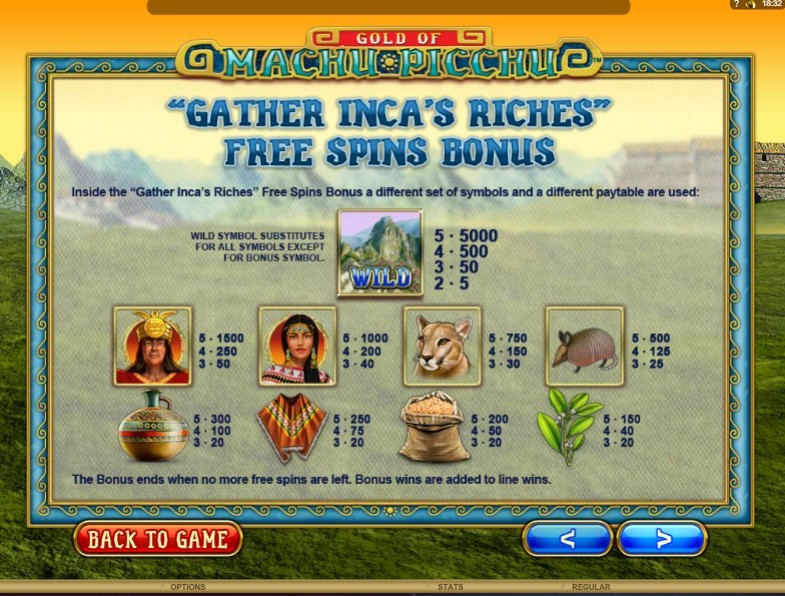 ? 18:32
GOLD OF
MACHU PICCHU™
"GATHER INCA'S RICHES"
FREE SPINS BONUS
Inside the "Gather Inca's Riches" Free Spins Bonus a different set of symbols and a different paytable are used:
WILD SYMBOL SUBSTITUTES
FOR ALL SYMBOLS EXCEPT
FOR BONUS SYMBOL.
WILD
5 · 5000
4 · 500
3 · 50
2 · 5
5 · 1500
4 · 250
3 · 50
5 · 1000
4 · 200
3 · 40
5 · 750
4 · 150
3 · 30
5 · 500
4 · 125
3 · 25
5 · 300
4 · 100
3 · 20
5 · 250
4 · 75
3 · 20
5 · 200
4 · 50
3 · 20
5 · 150
4 · 40
3 · 20
The Bonus ends when no more free spins are left. Bonus wins are added to line wins.
BACK TO GAME
< >
OPTIONS STATS REGULAR